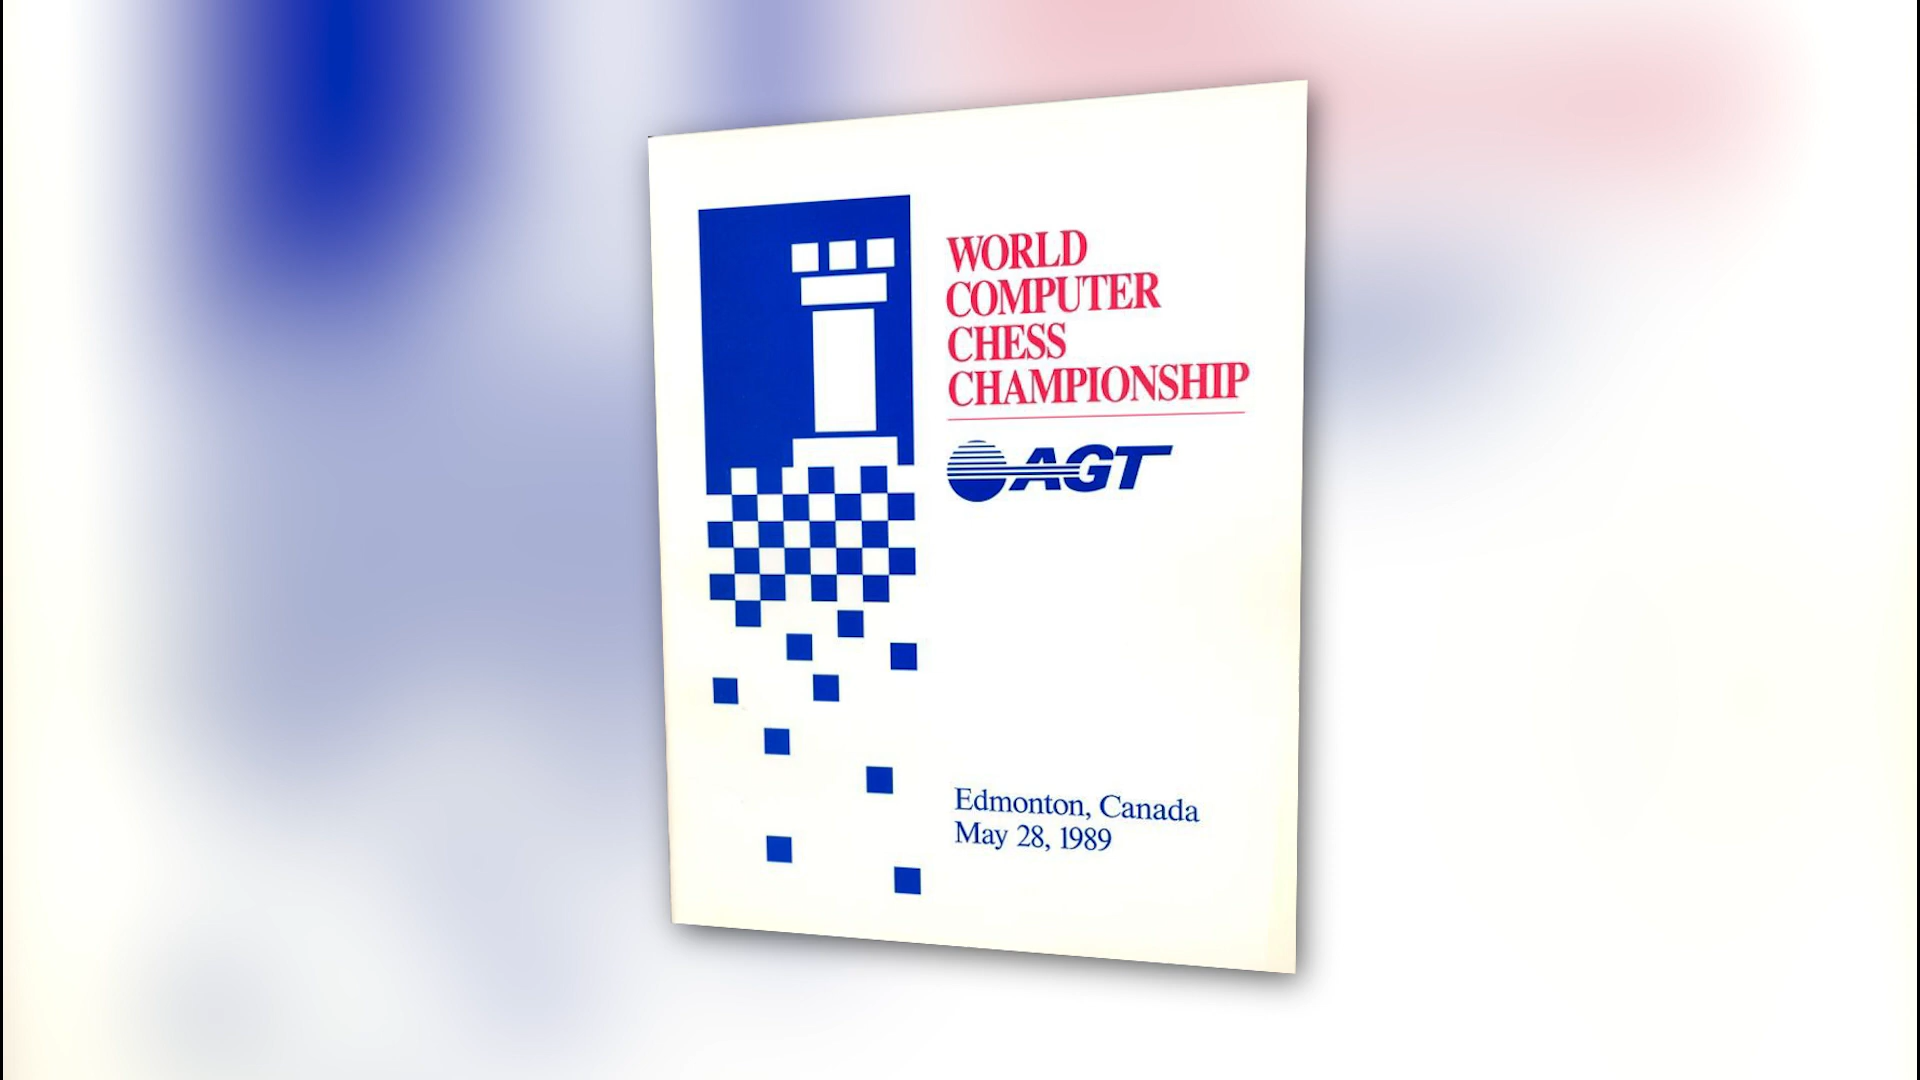 WORLD
COMPUTER
CHESS
CHAMPIONSHIP
AGT
Edmonton, Canada
May 28, 1989